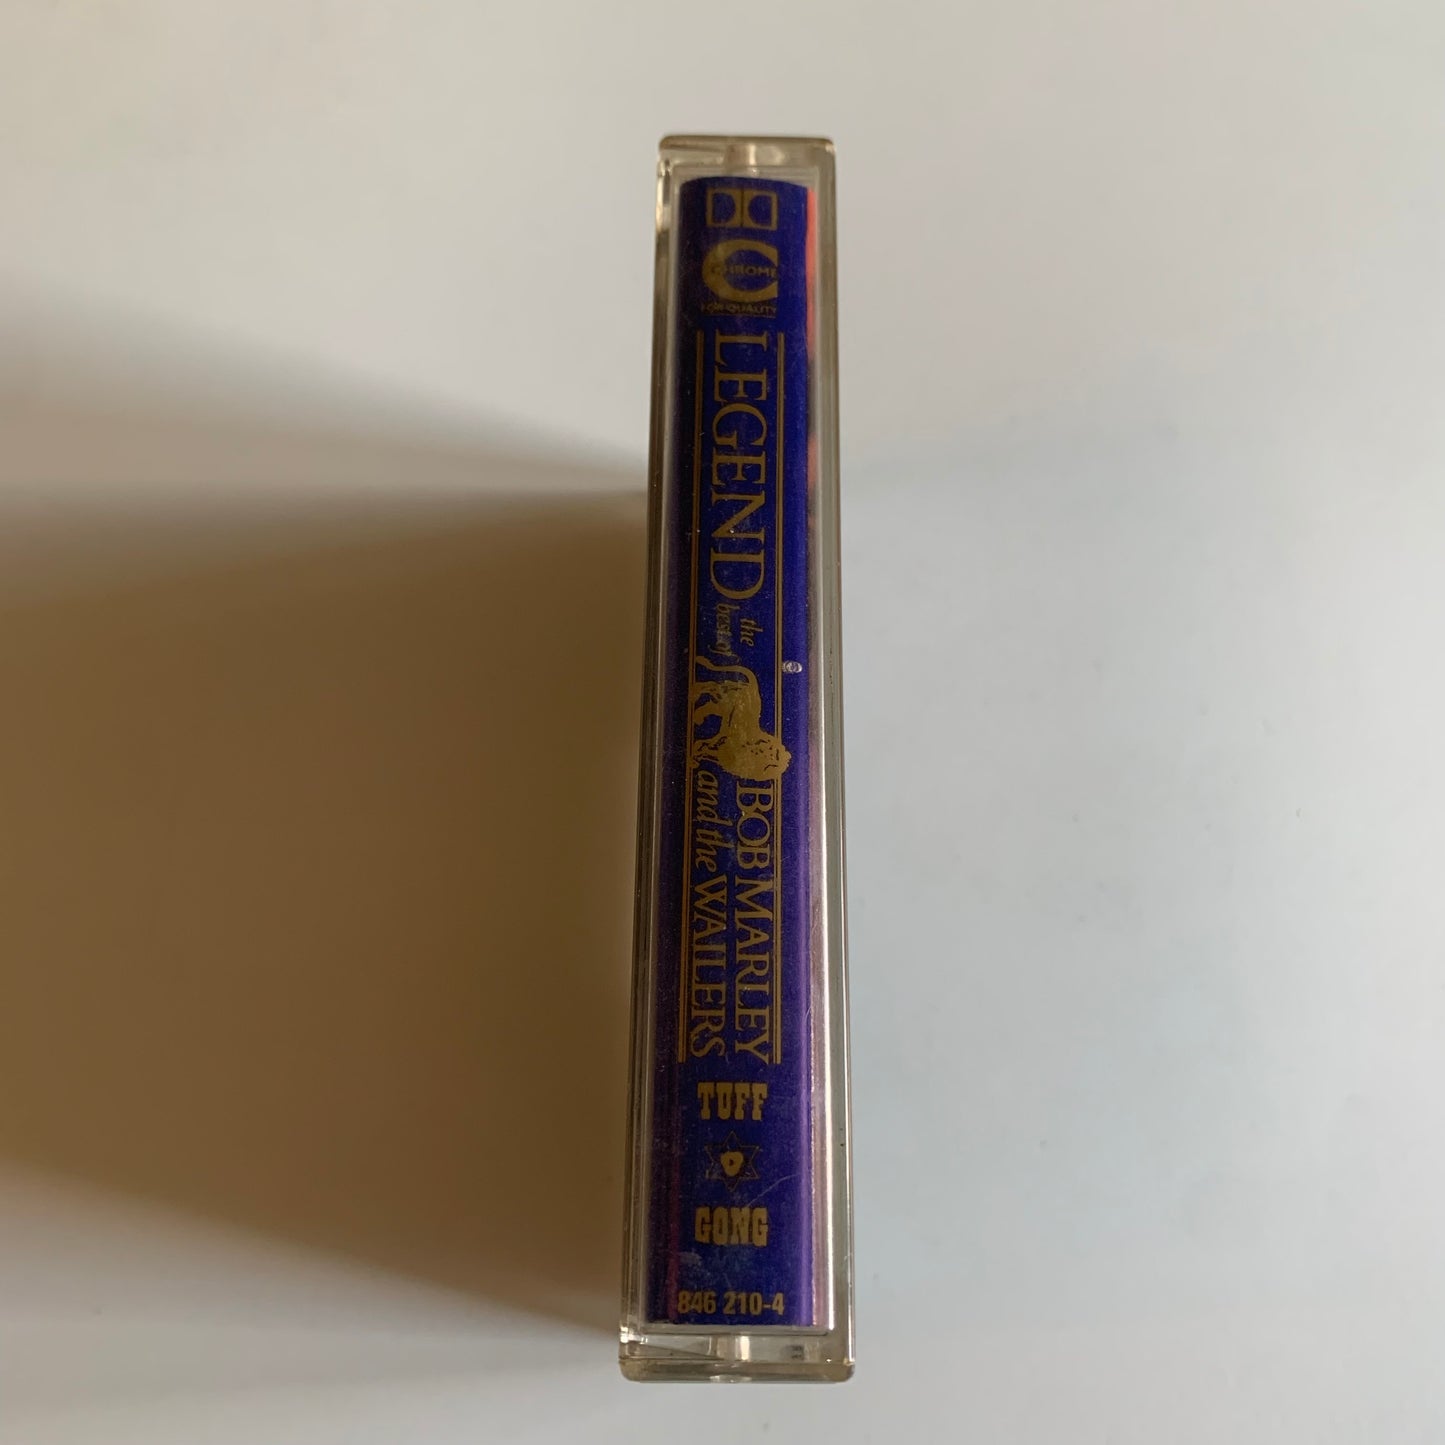 CHROME
FOR QUALITY
LEGEND
the
best of
BOB MARLEY
and the WAILERS
TUFF
GONG
846 210-4